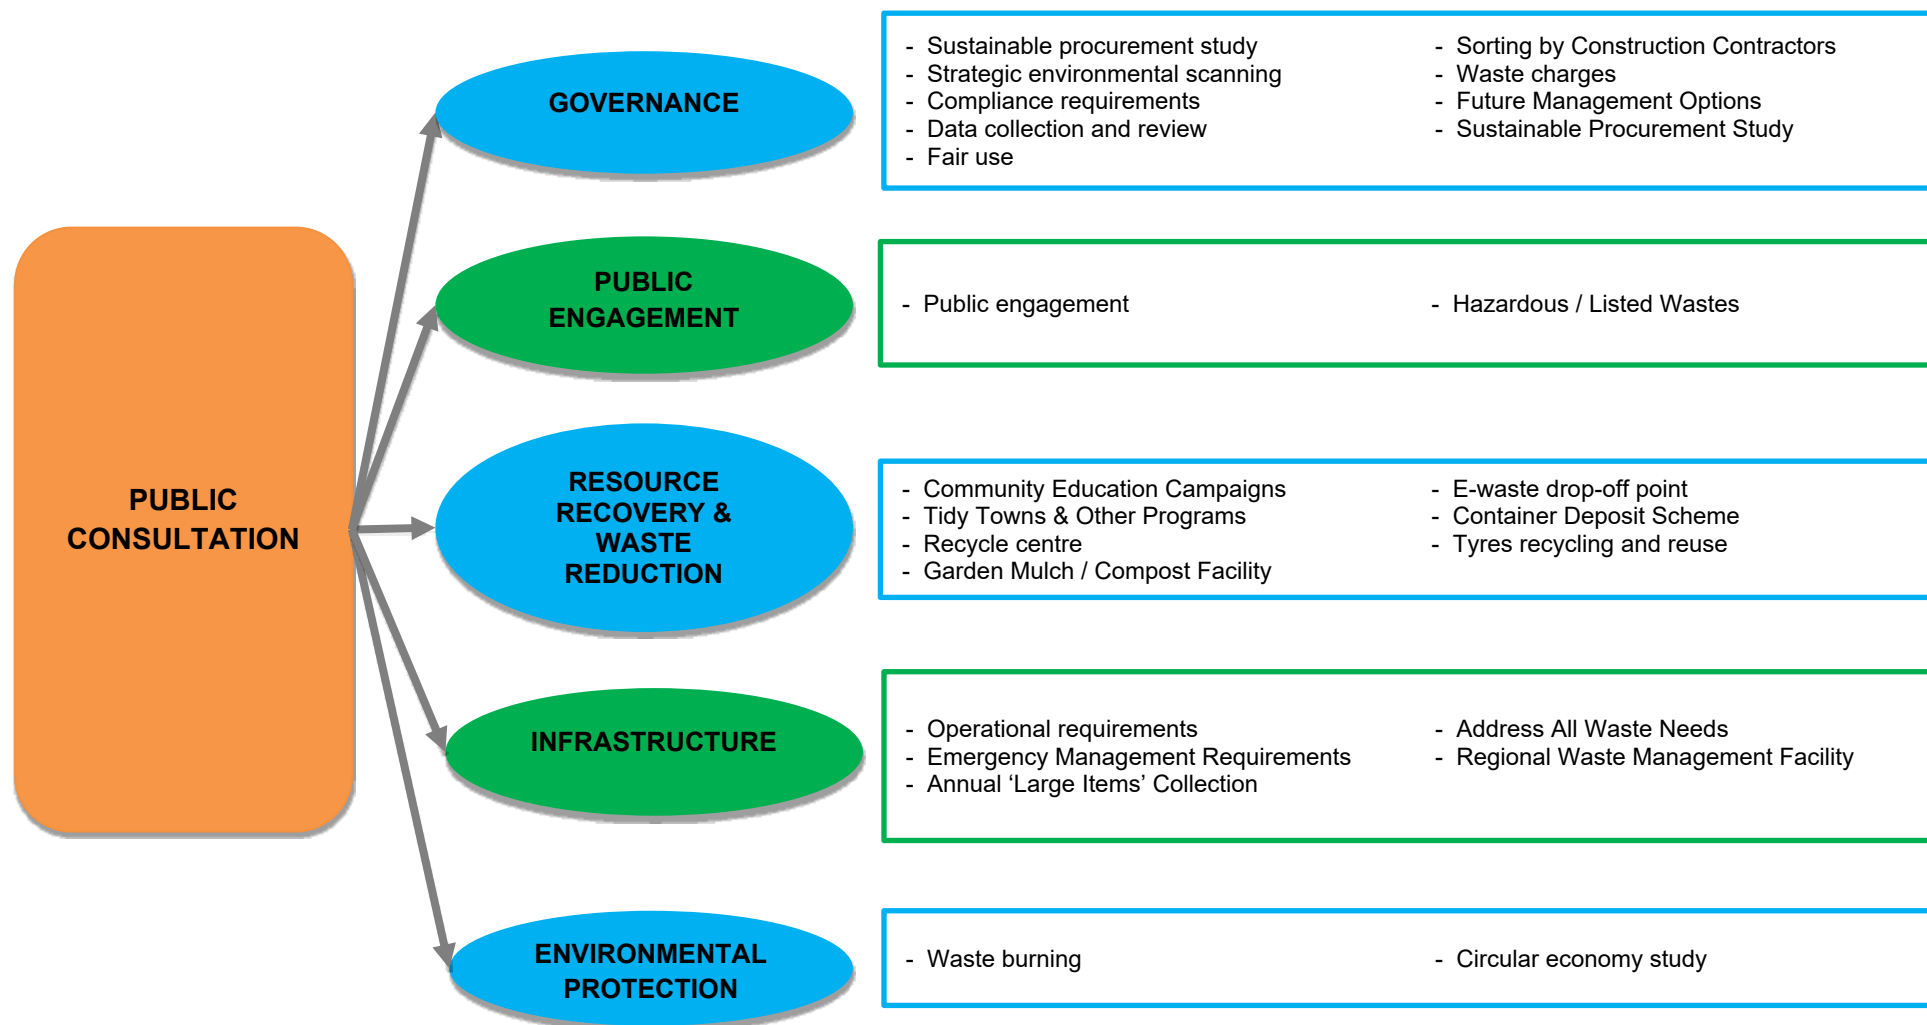 PUBLIC
CONSULTATION
GOVERNANCE
- Sustainable procurement study
- Strategic environmental scanning
- Compliance requirements
- Data collection and review
- Fair use
- Sorting by Construction Contractors
- Waste charges
- Future Management Options
- Sustainable Procurement Study
PUBLIC
ENGAGEMENT
- Public engagement
- Hazardous / Listed Wastes
RESOURCE
RECOVERY &
WASTE
REDUCTION
- Community Education Campaigns
- Tidy Towns & Other Programs
- Recycle centre
- Garden Mulch / Compost Facility
- E-waste drop-off point
- Container Deposit Scheme
- Tyres recycling and reuse
INFRASTRUCTURE
- Operational requirements
- Emergency Management Requirements
- Annual ‘Large Items’ Collection
- Address All Waste Needs
- Regional Waste Management Facility
ENVIRONMENTAL
PROTECTION
- Waste burning
- Circular economy study